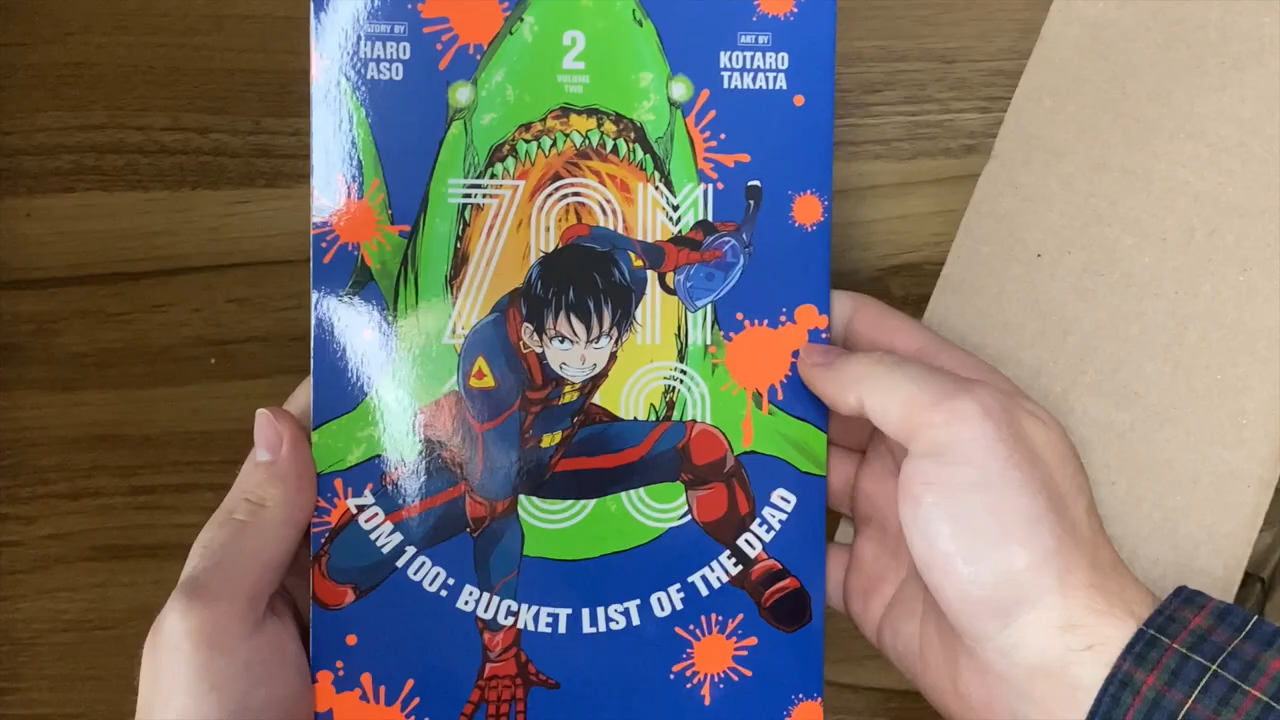 STORY BY
HARO
ASO
2
VOLUME
TWO
ART BY
KOTARO
TAKATA
ZOM
100
ZOM 100: BUCKET LIST OF THE DEAD